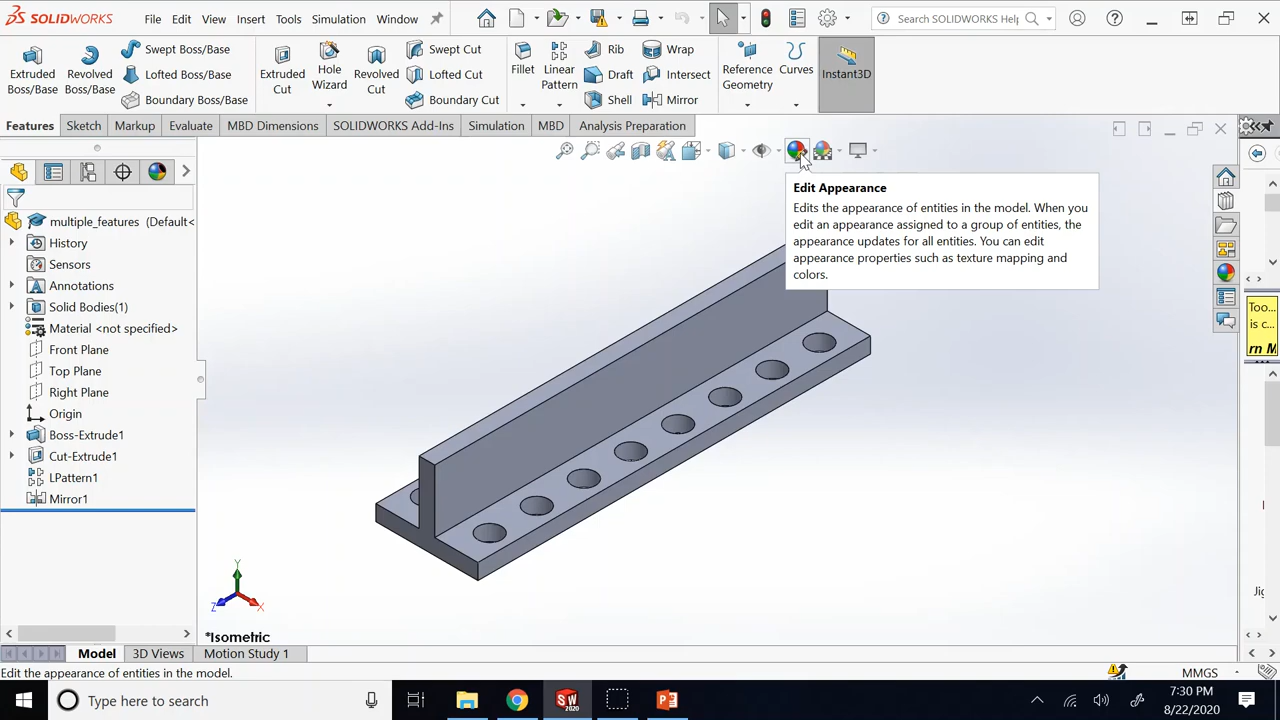 SOLIDWORKS File Edit View Insert Tools Simulation Window Search SOLIDWORKS Help
Extruded Boss/Base
Revolved Boss/Base
Swept Boss/Base
Lofted Boss/Base
Boundary Boss/Base
Extruded Cut
Hole Wizard
Revolved Cut
Swept Cut
Lofted Cut
Boundary Cut
Fillet
Linear Pattern
Rib
Draft
Shell
Wrap
Intersect
Mirror
Reference Geometry
Curves
Instant3D
Features Sketch Markup Evaluate MBD Dimensions SOLIDWORKS Add-Ins Simulation MBD Analysis Preparation
Edit Appearance
Edits the appearance of entities in the model. When you
edit an appearance assigned to a group of entities, the
appearance updates for all entities. You can edit
appearance properties such as texture mapping and
colors.
multiple_features (Default<
History
Sensors
Annotations
Solid Bodies(1)
Material <not specified>
Front Plane
Top Plane
Right Plane
Origin
Boss-Extrude1
Cut-Extrude1
LPattern1
Mirror1
Too...
is c...
rn M
Y
Z
X
*Isometric
Model 3D Views Motion Study 1
Edit the appearance of entities in the model.
MMGS
Type here to search
SW
2020
7:30 PM
8/22/2020